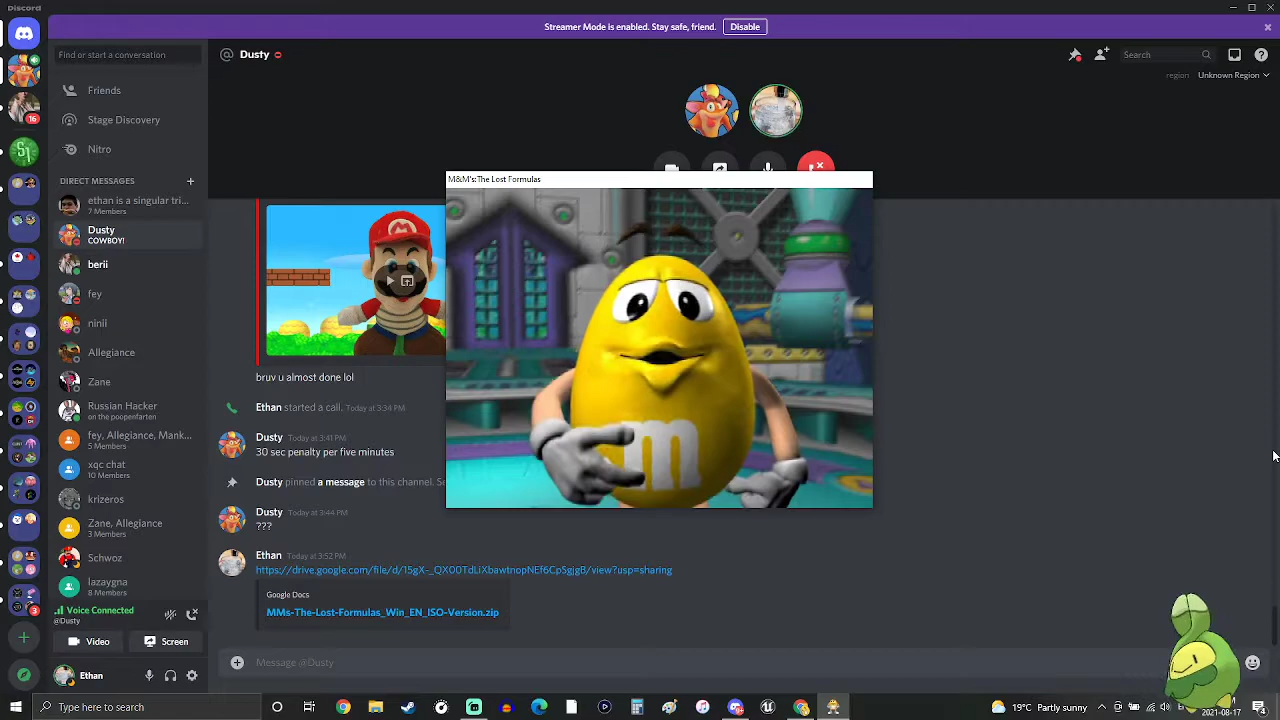 Discord
Streamer Mode is enabled. Stay safe, friend.
Disable
Find or start a conversation
Dusty
Search
region
Unknown Region
Friends
Stage Discovery
Nitro
DIRECT MESSAGES
ethan is a singular tri...
7 Members
Dusty
COWBOY!
berii
fey
ninii
Allegiance
Zane
Russian Hacker
on the poopenfarten
fey, Allegiance, Mank...
5 Members
xqc chat
10 Members
krizeros
Zane, Allegiance
3 Members
Schwoz
lazaygna
8 Members
16
3
Voice Connected
@Dusty
Video
Screen
Ethan
M&M's:The Lost Formulas
m
bruv u almost done lol
Ethan started a call. Today at 3:34 PM
Dusty Today at 3:41 PM
30 sec penalty per five minutes
Dusty pinned a message to this channel. Se
Dusty Today at 3:44 PM
???
Ethan Today at 3:52 PM
https://drive.google.com/file/d/15gX-_QX00TdLiXbawtnopNEf6Cp5gjgB/view?usp=sharing
Google Docs
MMs-The-Lost-Formulas_Win_EN_ISO-Version.zip
Message @Dusty
Type here to search
19°C Partly sunny
2021-08-17